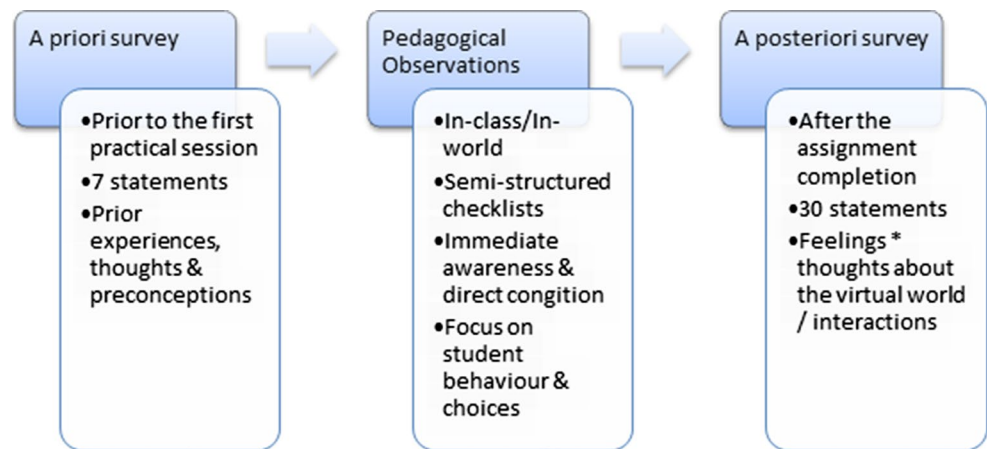 A priori survey
•Prior to the first
practical session
•7 statements
•Prior
experiences,
thoughts &
preconceptions
Pedagogical
Observations
•In-class/In-
world
•Semi-structured
checklists
•Immediate
awareness &
direct congition
•Focus on
student
behaviour &
choices
A posteriori survey
•After the
assignment
completion
•30 statements
•Feelings *
thoughts about
the virtual world
/ interactions